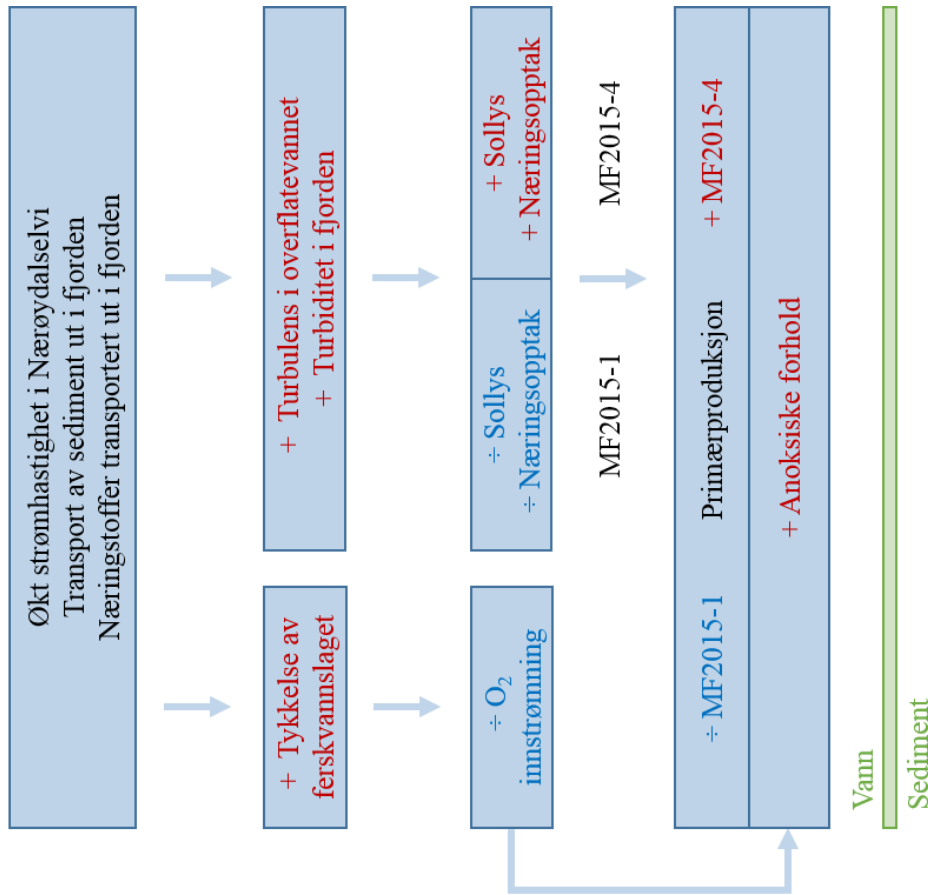 Økt strømhastighet i Nærøydalselvi
Transport av sediment ut i fjorden
Næringstoffer transportert ut i fjorden
+ Tykkelse av
ferskvannslaget
+ Turbulens i overflatevannet
+ Turbiditet i fjorden
÷ O₂
innstrømning
÷ Sollys
÷ Næringsopptak
+ Sollys
+ Næringsopptak
MF2015-1
MF2015-4
÷ MF2015-1
Primærproduksjon
+ MF2015-4
+ Anoksiske forhold
Vann
Sediment